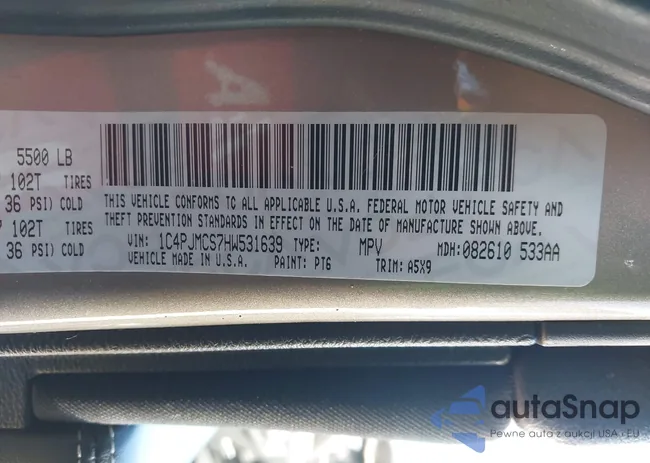 5500 LB
102T TIRES
36 PSI) COLD
102T TIRES
36 PSI) COLD
THIS VEHICLE CONFORMS TO ALL APPLICABLE U.S.A. FEDERAL MOTOR VEHICLE SAFETY AND
THEFT PREVENTION STANDARDS IN EFFECT ON THE DATE OF MANUFACTURE SHOWN ABOVE.
VIN: 1C4PJMCS7HW531639 TYPE: MPV MDH: 082610 533AA
VEHICLE MADE IN U.S.A. PAINT: PT6 TRIM: A5X9
autaSnap
Pewne auta z aukcji USA i EU